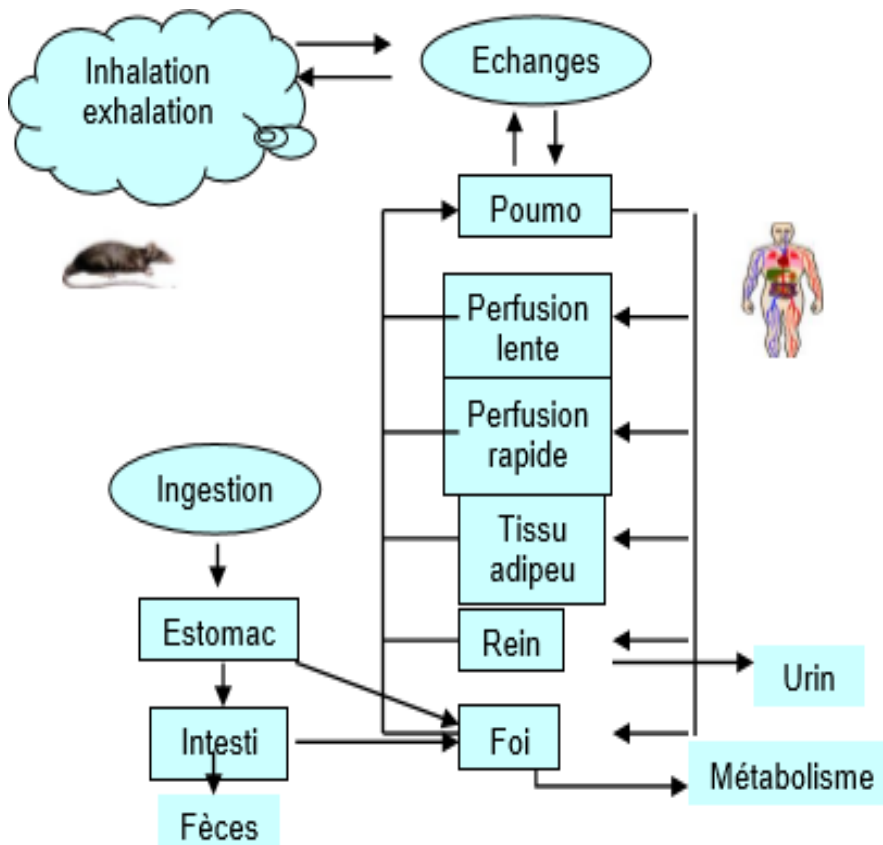 Inhalation
exhalation
Echanges
Poumo
Perfusion
lente
Perfusion
rapide
Ingestion
Tissu
adipeu
Estomac
Rein
Urin
Intesti
Foi
Métabolisme
Fèces